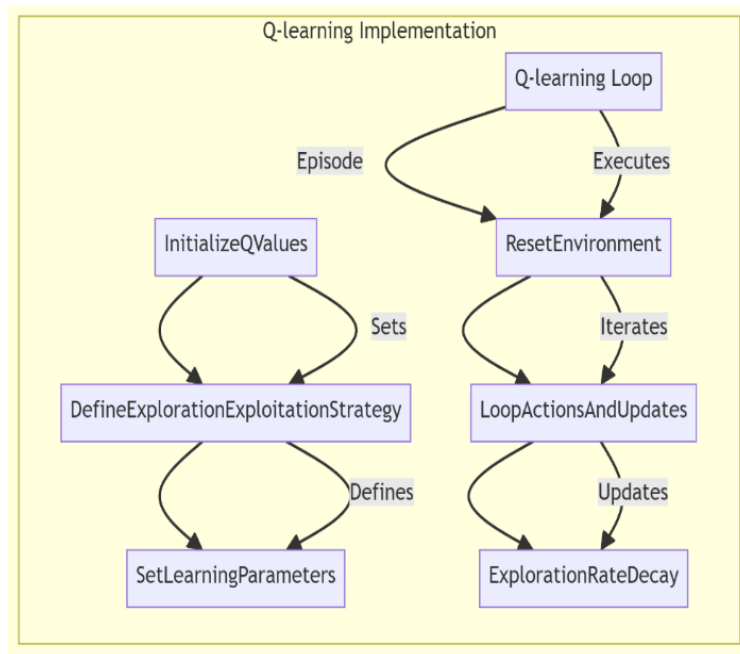 Q-learning Implementation
Q-learning Loop
Episode
Executes
InitializeQValues
ResetEnvironment
Sets
Iterates
DefineExplorationExploitationStrategy
LoopActionsAndUpdates
Defines
Updates
SetLearningParameters
ExplorationRateDecay